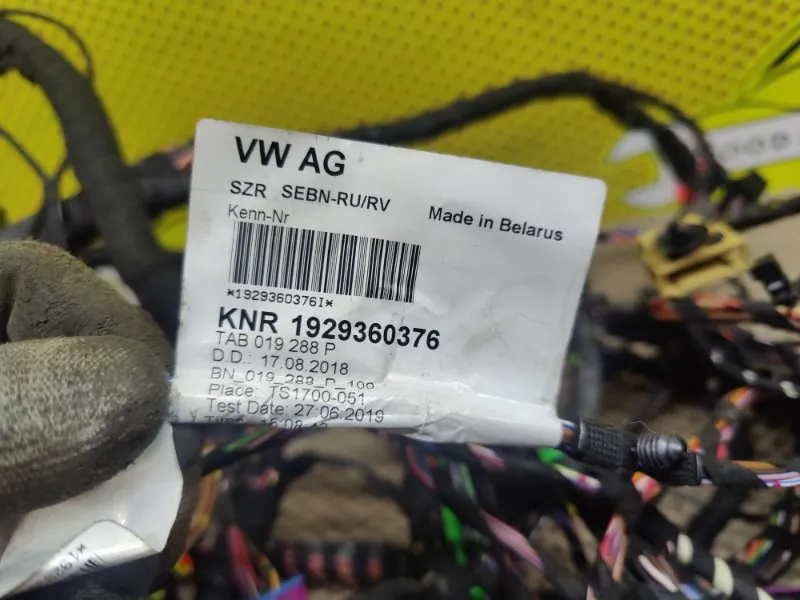 VW AG
SZR SEBN-RU/RV Made in Belarus
Kenn-Nr
*1929360376I*
KNR 1929360376
TAB 019 288 P
D.D.: 17.08.2018
BN_019_288_P_199
Place: TS1700-051
Test Date: 27.06.2019